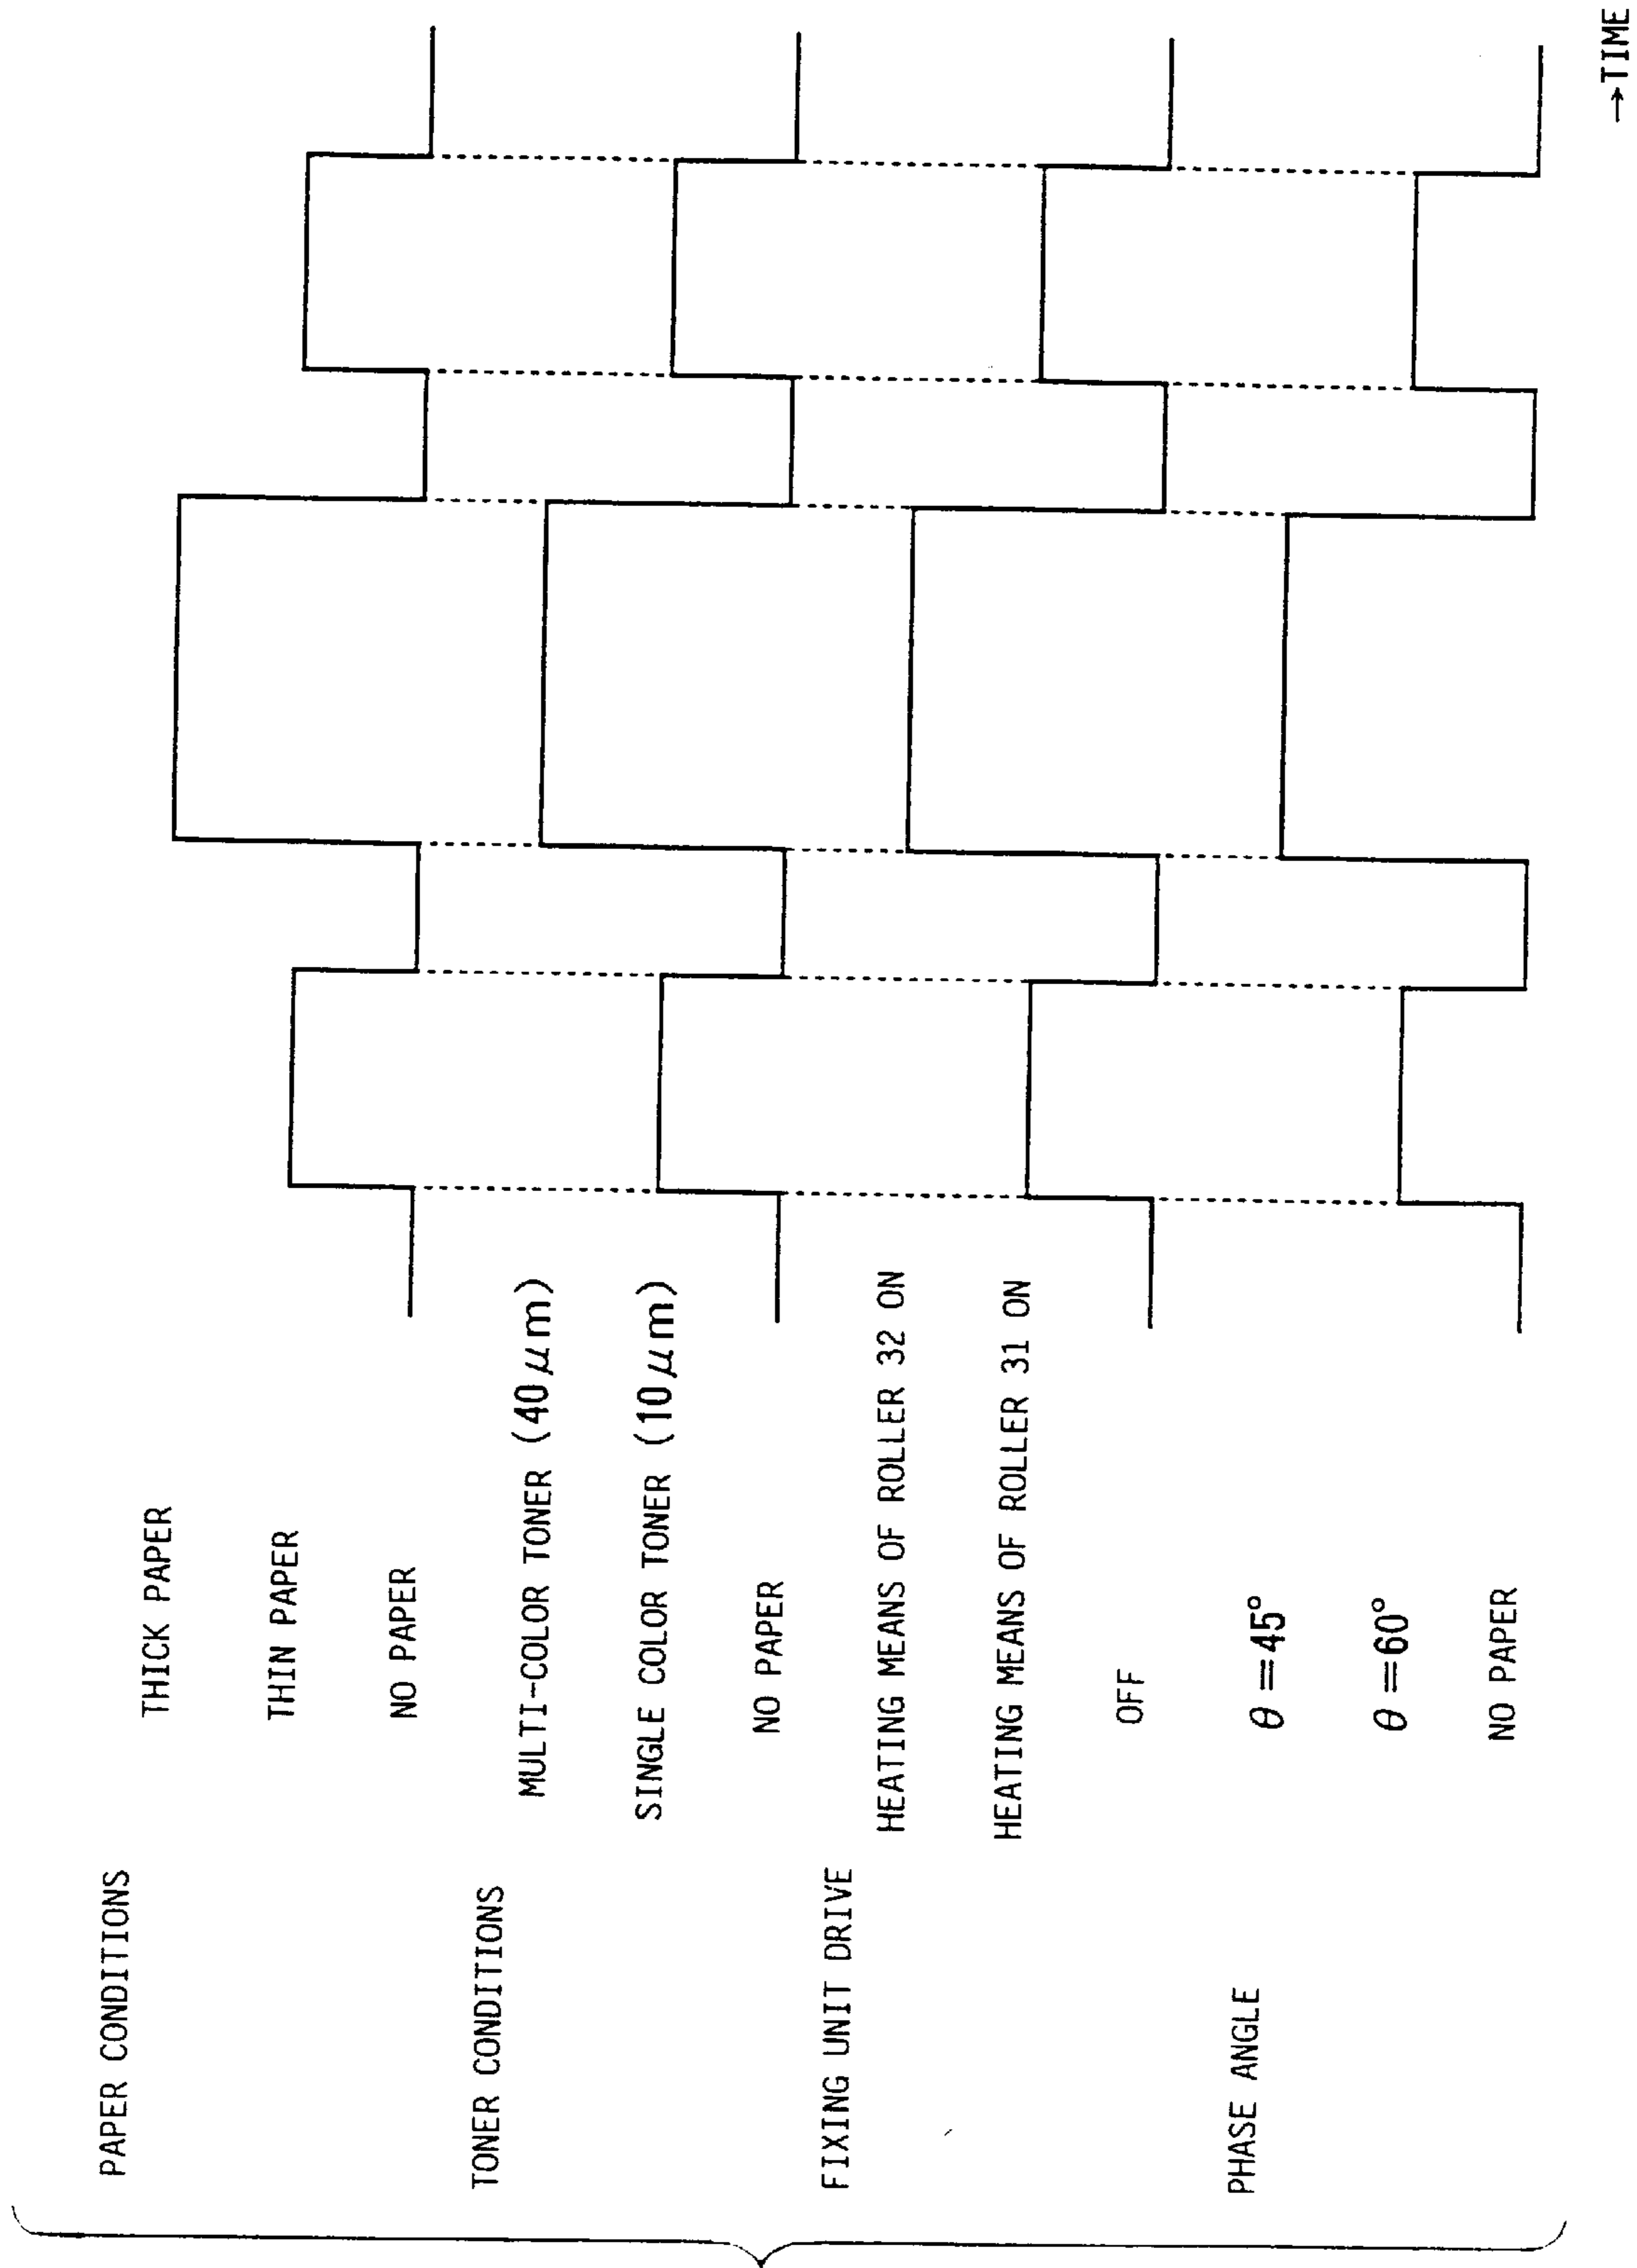 PAPER CONDITIONS
THICK PAPER
THIN PAPER
NO PAPER
TONER CONDITIONS
MULTI-COLOR TONER (40μm)
SINGLE COLOR TONER (10μm)
NO PAPER
FIXING UNIT DRIVE
HEATING MEANS OF ROLLER 32 ON
HEATING MEANS OF ROLLER 31 ON
OFF
PHASE ANGLE
θ=45°
θ=60°
NO PAPER
→TIME